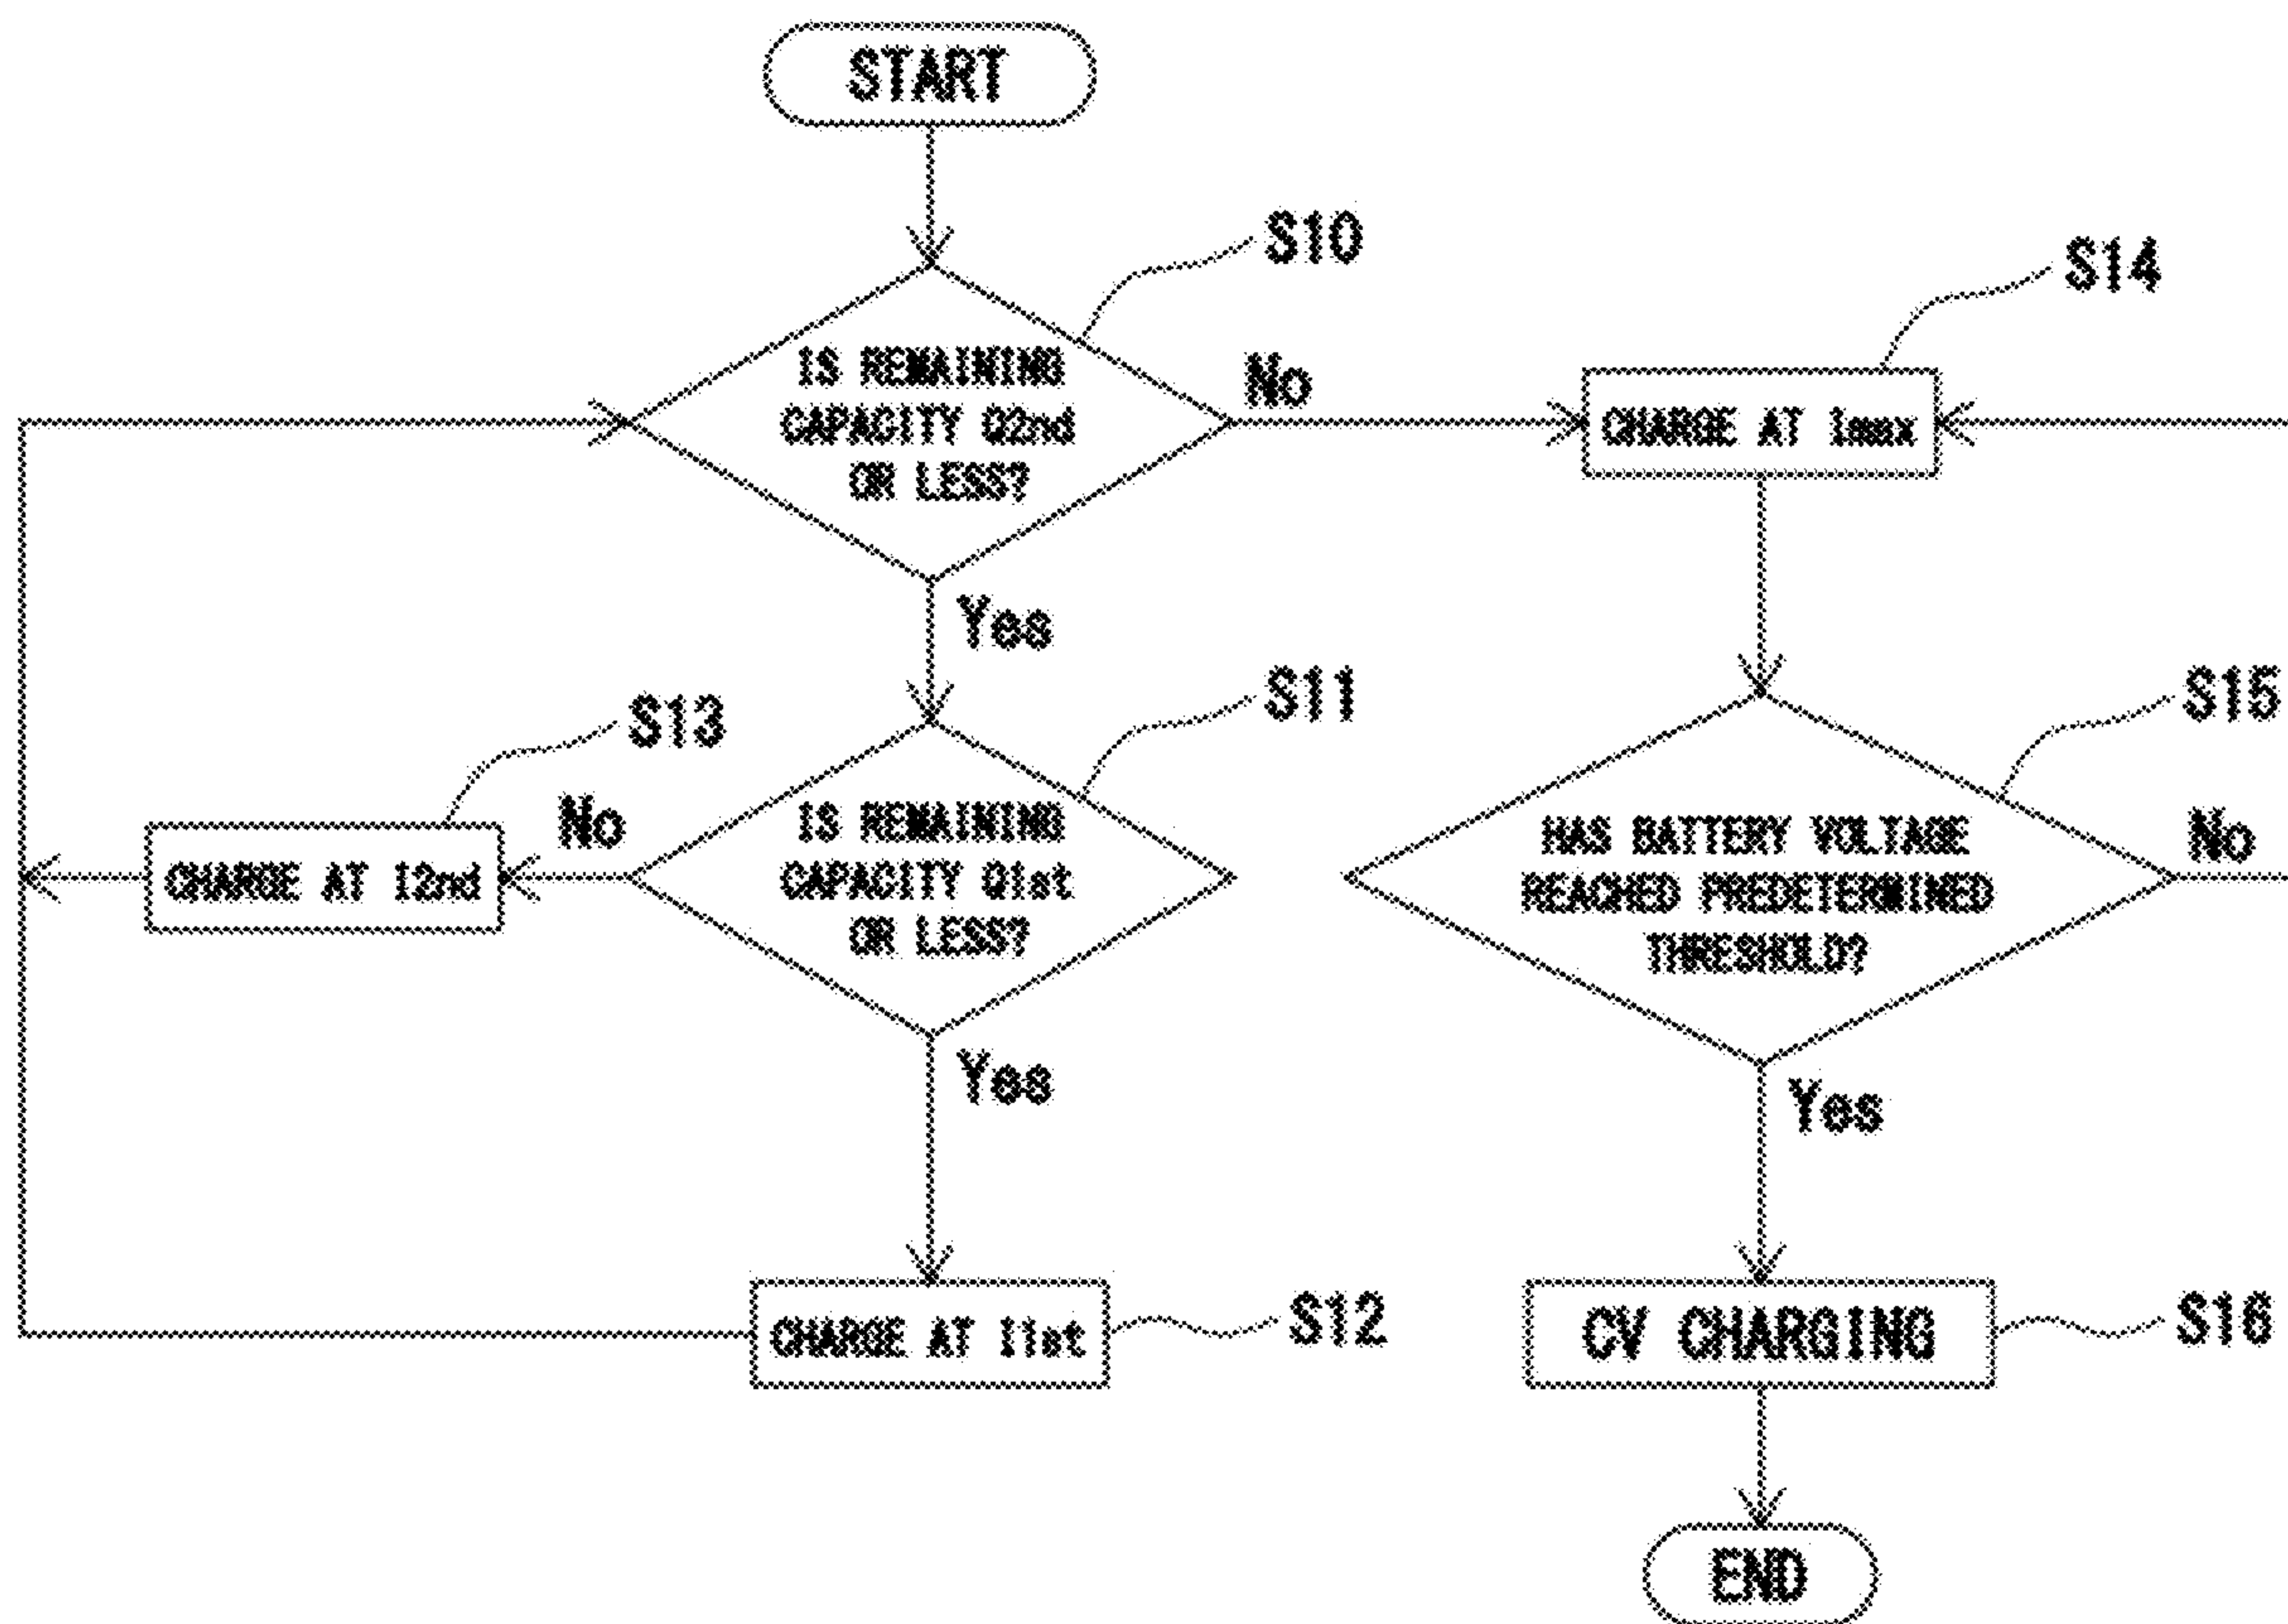 START
S10
S14
IS REMAINING
CAPACITY Q2nd
OR LESS?
No
CHARGE AT Imax
Yes
S13
S11
S15
No
IS REMAINING
CAPACITY Q1st
OR LESS?
CHARGE AT I2nd
HAS BATTERY VOLTAGE
REACHED PREDETERMINED
THRESHOLD?
No
Yes
Yes
CHARGE AT I1st
S12
CV CHARGING
S16
END